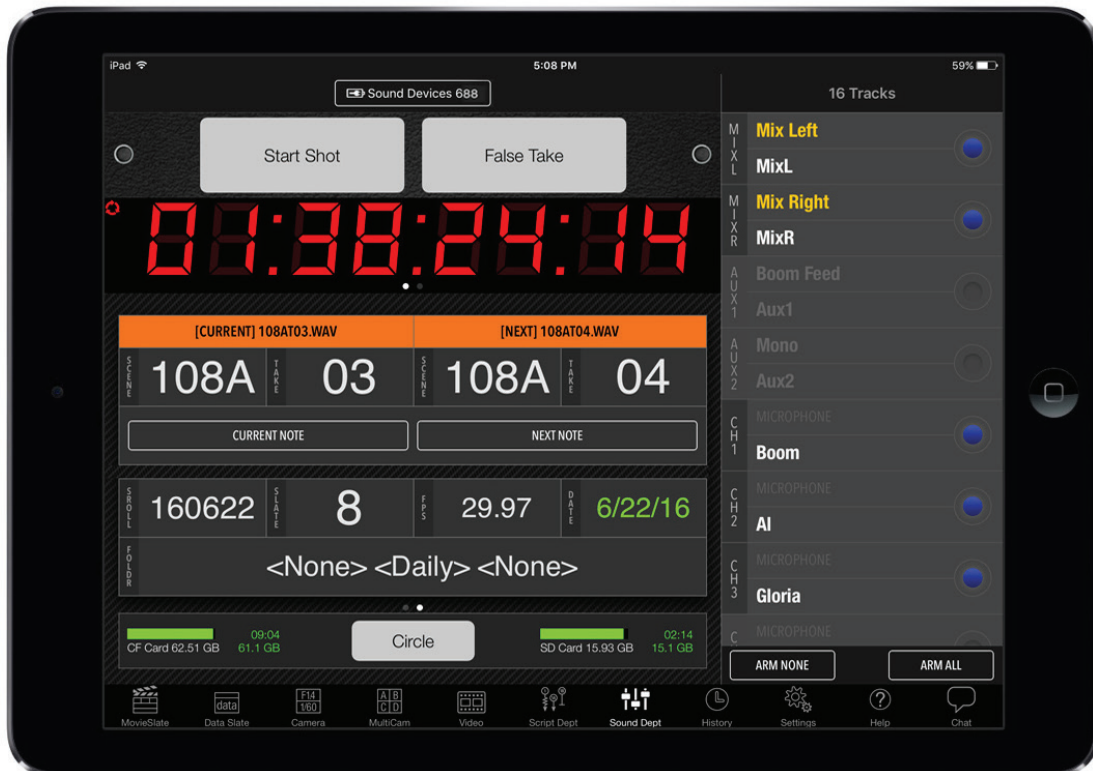 iPad
5:08 PM
59%
Sound Devices 688
Start Shot
False Take
01:38:24:14
[CURRENT] 108AT03.WAV
[NEXT] 108AT04.WAV
SCENE
108A
TAKE
03
SCENE
108A
TAKE
04
CURRENT NOTE
NEXT NOTE
SROLL
160622
SLATE
8
FPS
29.97
DATE
6/22/16
FOLDR
<None> <Daily> <None>
09:04
CF Card 62.51 GB
61.1 GB
Circle
02:14
SD Card 15.93 GB
15.1 GB
16 Tracks
MIXL
Mix Left
MixL
MIXR
Mix Right
MixR
AUX1
Boom Feed
Aux1
AUX2
Mono
Aux2
CH1
MICROPHONE
Boom
CH2
MICROPHONE
Al
CH3
MICROPHONE
Gloria
C
MICROPHONE
ARM NONE
ARM ALL
MovieSlate
data
Data Slate
F1.4
1/60
Camera
A B
C D
MultiCam
Video
Script Dept
Sound Dept
History
Settings
?
Help
Chat